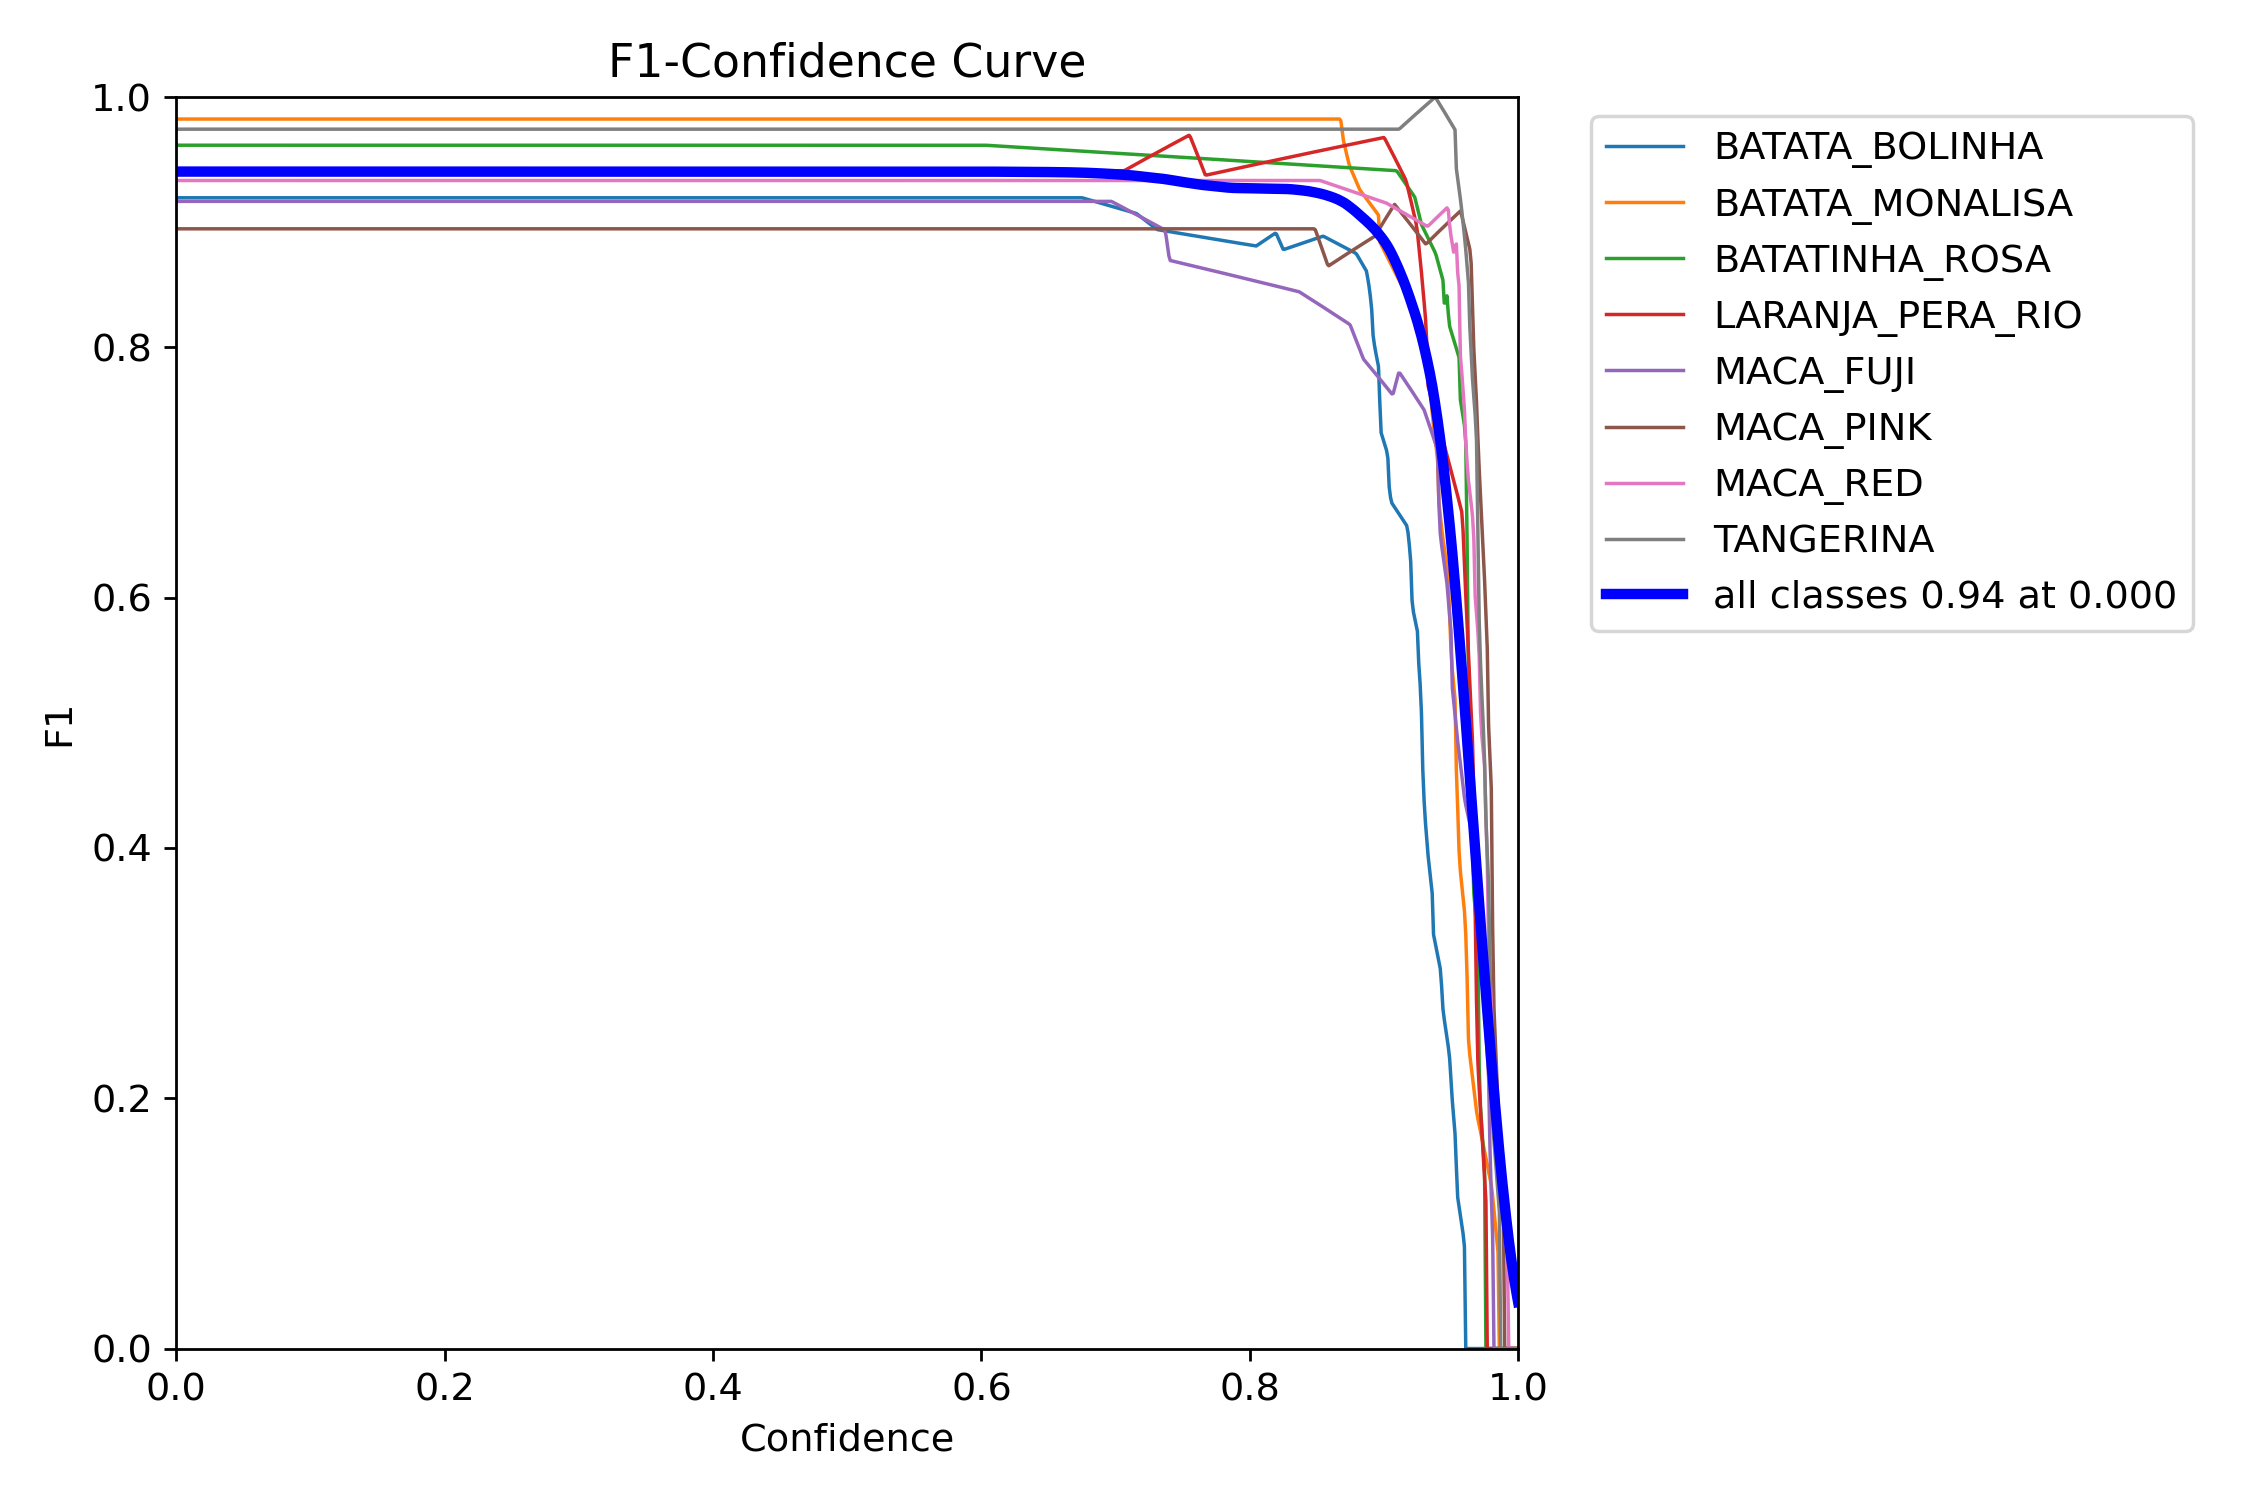 F1-Confidence Curve
1.0
0.8
0.6
0.4
0.2
0.0
F1
0.0 0.2 0.4 0.6 0.8 1.0
Confidence
BATATA_BOLINHA
BATATA_MONALISA
BATATINHA_ROSA
LARANJA_PERA_RIO
MACA_FUJI
MACA_PINK
MACA_RED
TANGERINA
all classes 0.94 at 0.000